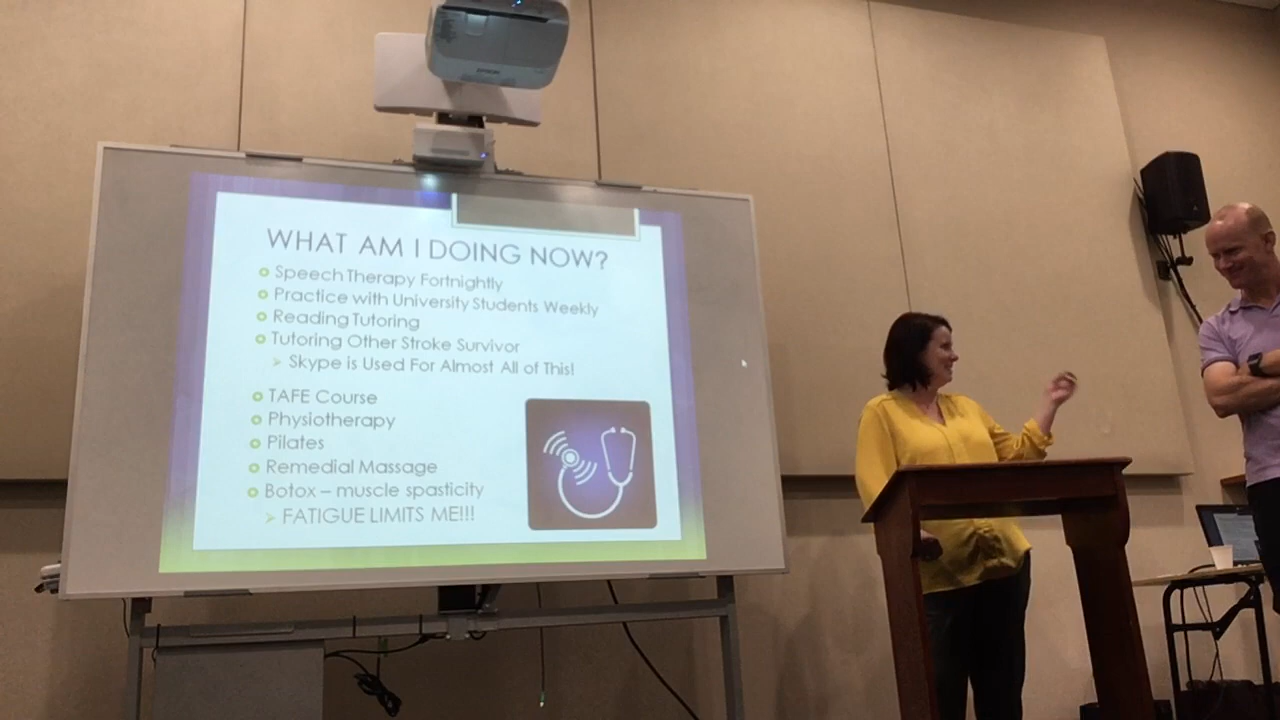 EPSON
WHAT AM I DOING NOW?
Speech Therapy Fortnightly
Practice with University Students Weekly
Reading Tutoring
Tutoring Other Stroke Survivor
Skype is Used For Almost All of This!
TAFE Course
Physiotherapy
Pilates
Remedial Massage
Botox – muscle spasticity
FATIGUE LIMITS ME!!!